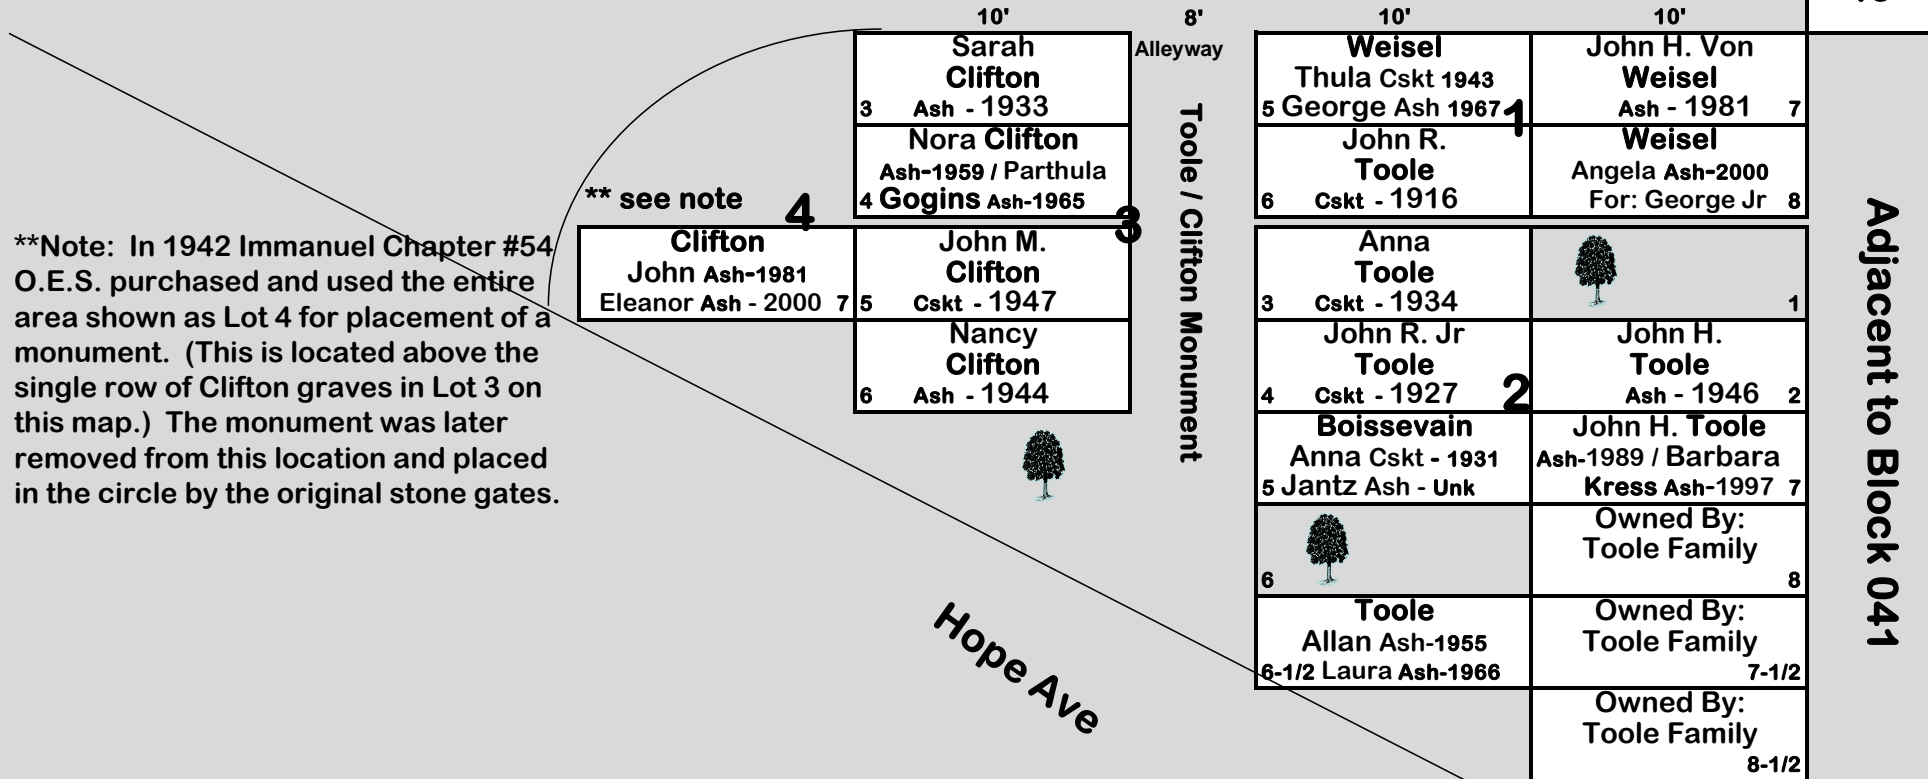 10'
8'
10'
10'
Alleyway
Toole / Clifton Monument
Sarah
Clifton
3 Ash - 1933
Nora Clifton
Ash-1959 / Parthula
4 Gogins Ash-1965
** see note
4
3
Clifton
John Ash-1981
Eleanor Ash - 2000 7
John M.
Clifton
5 Cskt - 1947
Nancy
Clifton
6 Ash - 1944
**Note: In 1942 Immanuel Chapter #54
O.E.S. purchased and used the entire
area shown as Lot 4 for placement of a
monument. (This is located above the
single row of Clifton graves in Lot 3 on
this map.) The monument was later
removed from this location and placed
in the circle by the original stone gates.
Weisel
Thula Cskt 1943
5 George Ash 1967
1
John H. Von
Weisel
Ash - 1981 7
John R.
Toole
6 Cskt - 1916
Weisel
Angela Ash-2000
For: George Jr 8
Anna
Toole
3 Cskt - 1934
1
John R. Jr
Toole
4 Cskt - 1927
2
John H.
Toole
Ash - 1946 2
Boissevain
Anna Cskt - 1931
5 Jantz Ash - Unk
John H. Toole
Ash-1989 / Barbara
Kress Ash-1997 7
6
Owned By:
Toole Family
8
Toole
Allan Ash-1955
6-1/2 Laura Ash-1966
Owned By:
Toole Family
7-1/2
Owned By:
Toole Family
8-1/2
Hope Ave
Adjacent to Block 041